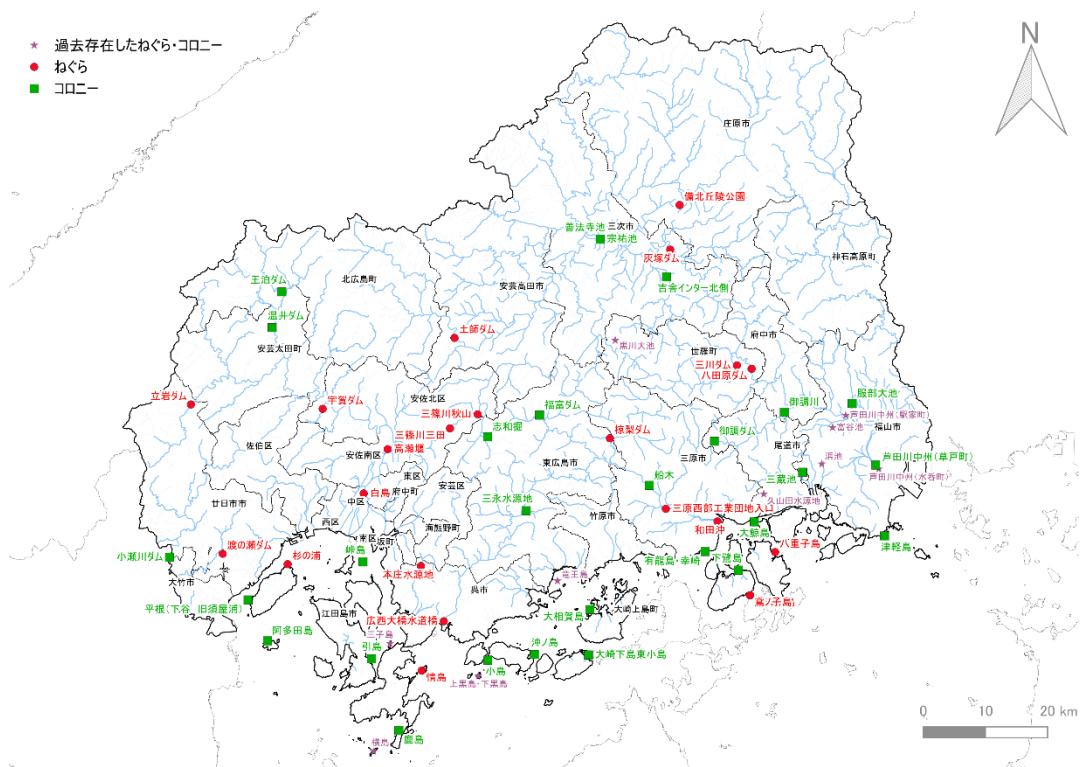 ★ 過去存在したねぐら・コロニー
● ねぐら
■ コロニー
N
庄原市
備北丘陵公園
善法寺池
三次市
宗祐池
灰塚ダム
神石高原町
吉舎インター北側
王泊ダム
北広島町
安芸高田市
温井ダム
府中市
土師ダム
黒川大池
世羅町
安芸太田町
三川ダム
八田原ダム
立岩ダム
宇賀ダム
安佐北区
三篠川秋山
福富ダム
御調川
服部大池
芦田川中州(駅家町)
富谷池
福山市
三篠川三田
志和堀
椋梨ダム
御調ダム
尾道市
佐伯区
安佐南区
高瀬堰
東広島市
三原市
浜池
芦田川中州(草戸町)
芦田川中州(水呑町)
東区
船木
三蔵池
白島
府中町
安芸区
久山田水源地
廿日市市
中区
三永水源地
竹原市
三原西部工業団地入口
西区
海熊野町
和田沖
大鯨島
南区
坂町
津軽島
小瀬川ダム
渡の瀬ダム
杉の浦
峠島
有龍島・幸崎
下鷺島
八重子島
大竹市
本庄水源地
竜王島
呉市
平根(下谷 旧須屋浦)
江田島市
大相賀島
大崎上島町
広西大橋水道橋
阿多田島
三子島
引島
沖ノ島
大崎下島東小島
小島
情島
上黒島・下黒島
鹿島
横島
0 10 20 km